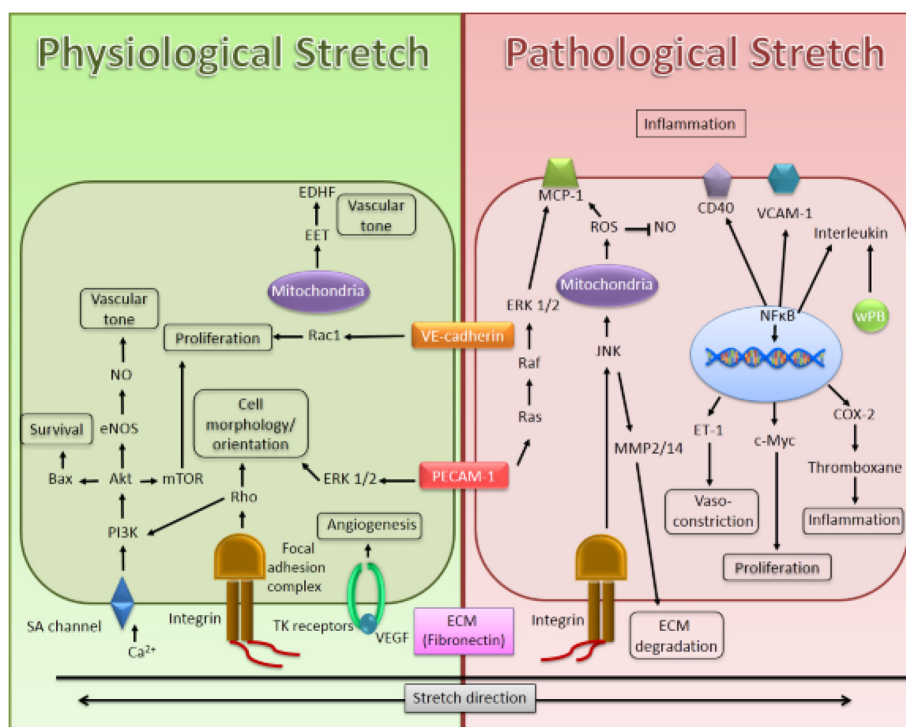 Physiological Stretch
EDHF
Vascular
tone
EET
Mitochondria
Vascular
tone
Proliferation
Rac1
VE-cadherin
NO
Cell
morphology/
orientation
Survival
eNOS
Bax
Akt
mTOR
ERK 1/2
PECAM-1
Rho
PI3K
Angiogenesis
Focal
adhesion
complex
SA channel
Integrin
TK receptors
VEGF
Ca²⁺
ECM
(Fibronectin)
Pathological Stretch
Inflammation
MCP-1
CD40
VCAM-1
ROS
NO
Interleukin
Mitochondria
ERK 1/2
NFκB
wPB
JNK
Raf
Ras
MMP2/14
ET-1
c-Myc
COX-2
Thromboxane
Vaso-
constriction
Inflammation
Proliferation
Integrin
ECM
degradation
Stretch direction